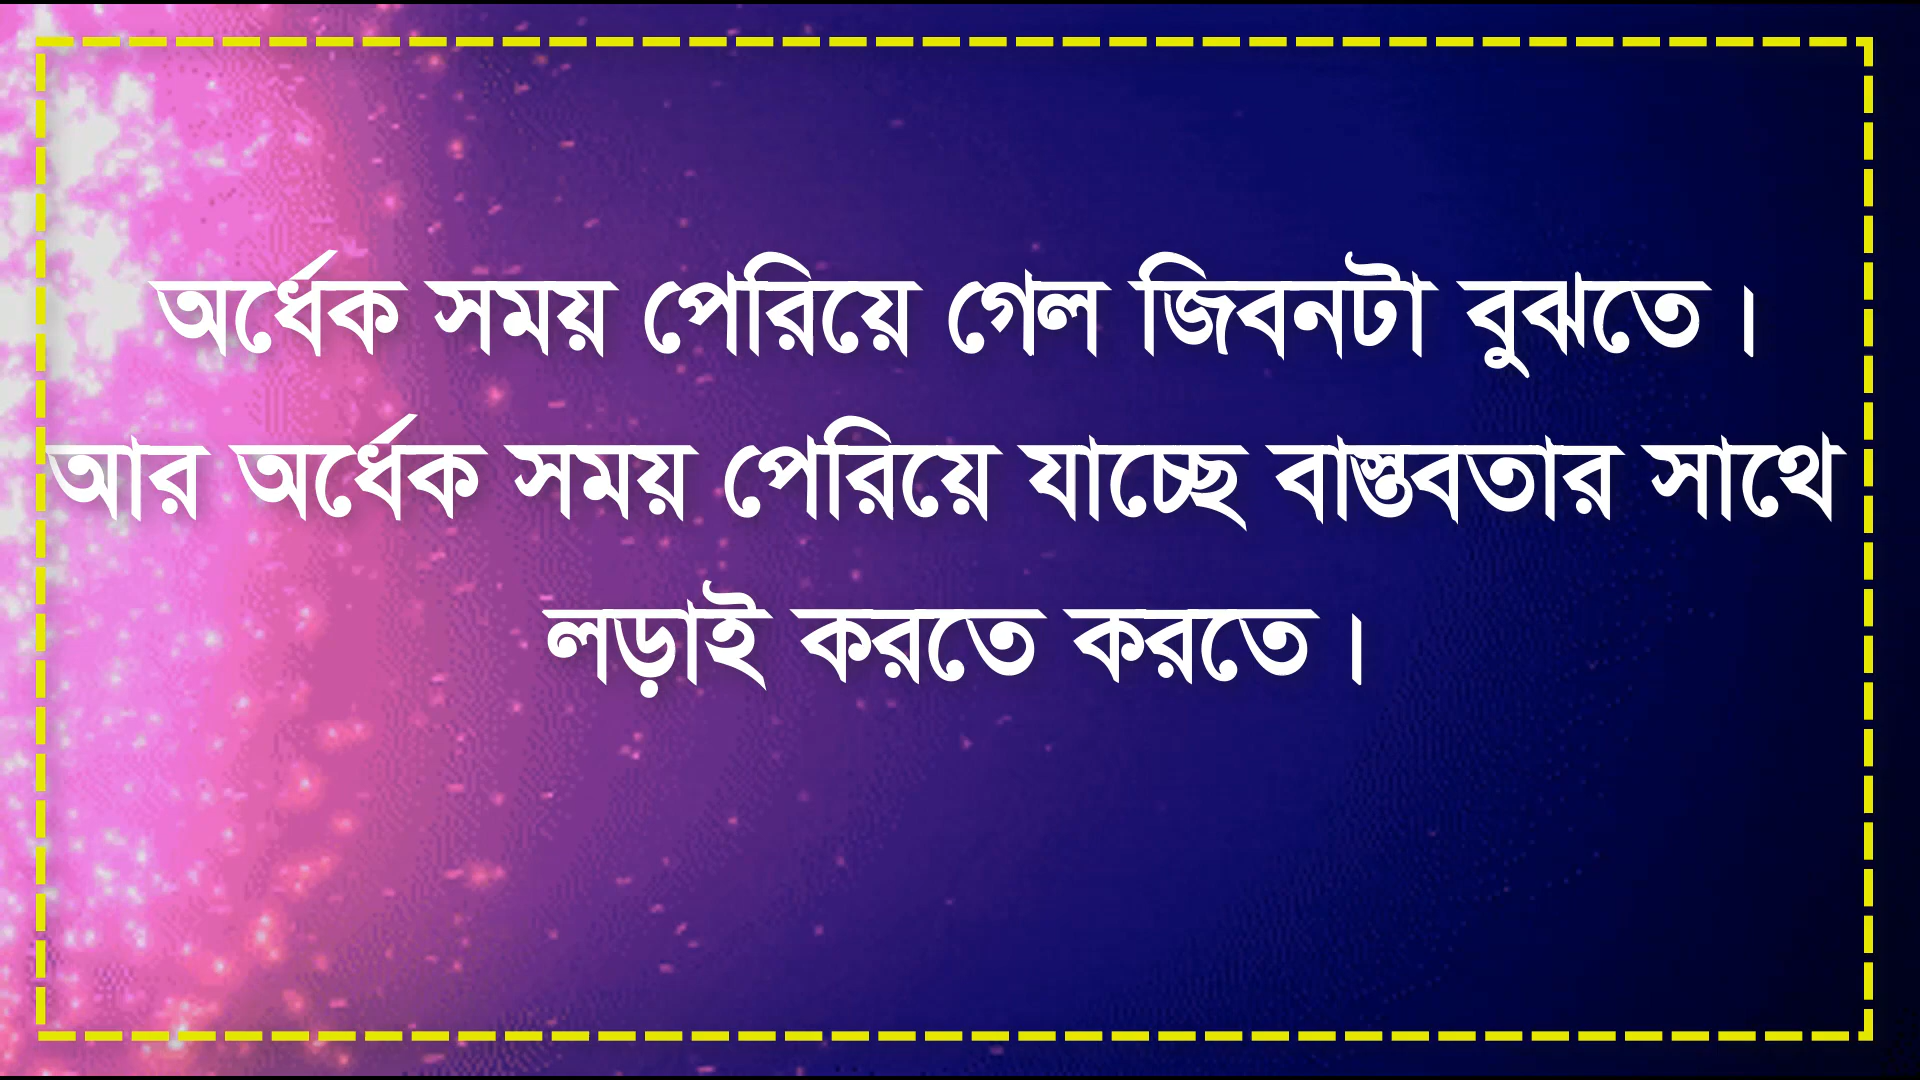 অর্ধেক সময় পেরিয়ে গেল জিবনটা বুঝতে।
আর অর্ধেক সময় পেরিয়ে যাচ্ছে বাস্তবতার সাথে
লড়াই করতে করতে।